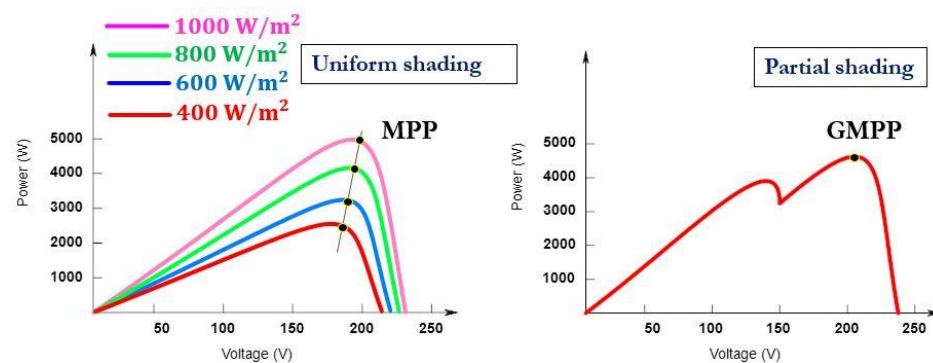 1000 W/m²
800 W/m²
600 W/m²
400 W/m²
Uniform shading
MPP
Power (W)
5000
4000
3000
2000
1000
50 100 150 200 250
Voltage (V)
Partial shading
GMPP
Power (W)
5000
4000
3000
2000
1000
50 100 150 200 250
Voltage (V)